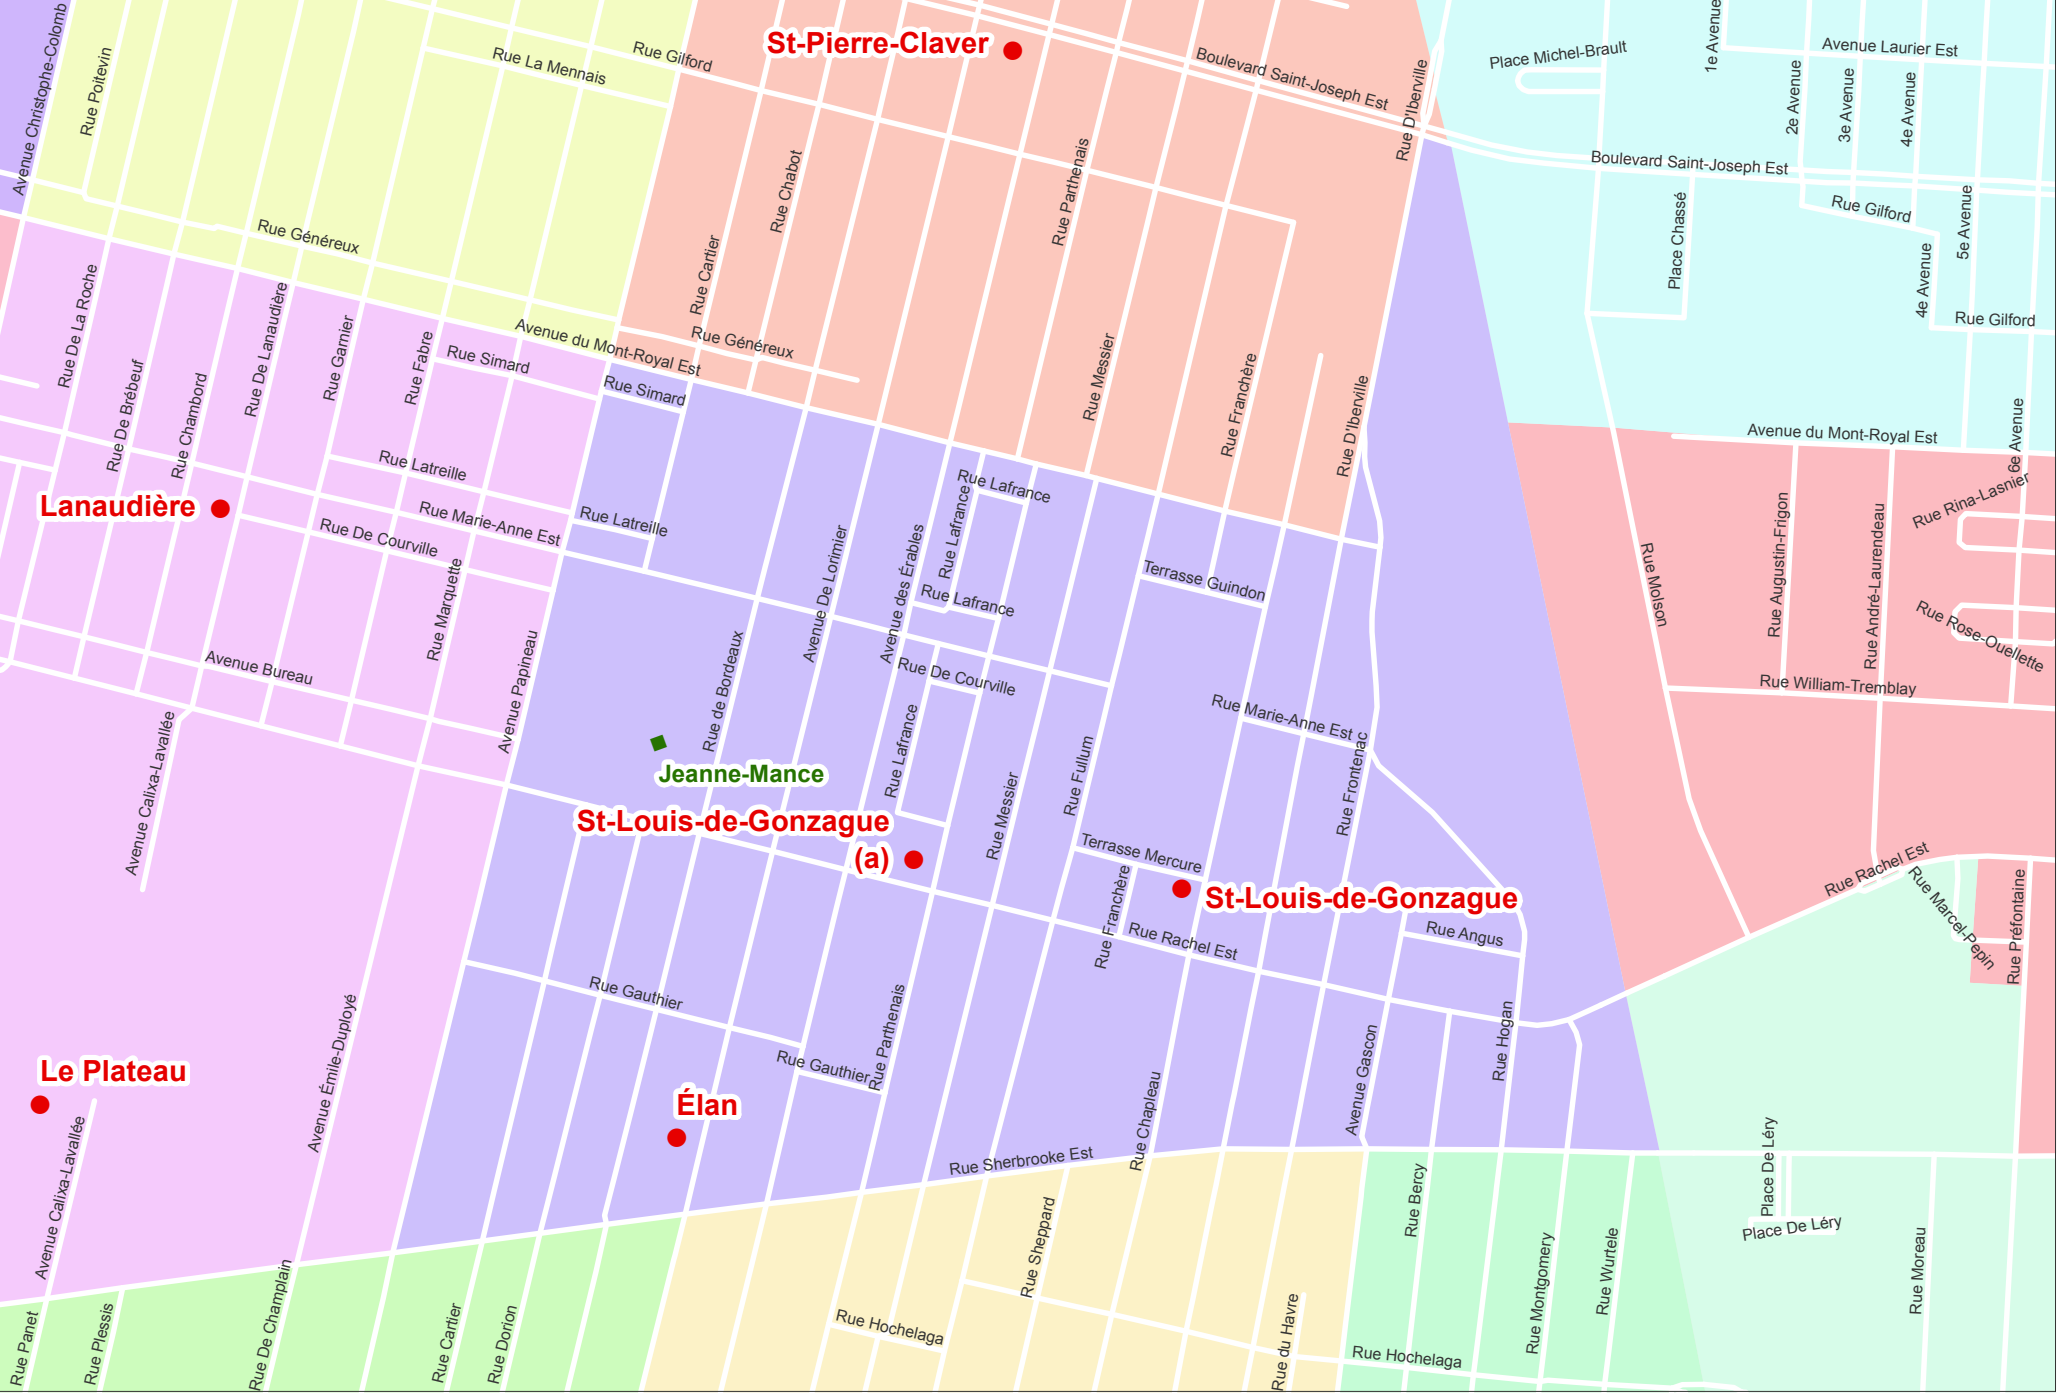 Avenue Christophe-Colomb
Rue Poitevin
Rue La Mennais
Rue Gilford
St-Pierre-Claver
Boulevard Saint-Joseph Est
Rue D'Iberville
Place Michel-Brault
1e Avenue
Avenue Laurier Est
2e Avenue
3e Avenue
4e Avenue
Boulevard Saint-Joseph Est
Rue Chabot
Rue Parthenais
Place Chassé
Rue Gilford
5e Avenue
4e Avenue
Rue Gilford
Rue Généreux
Rue Cartier
Rue De La Roche
Rue De Brébeuf
Rue Chambord
Rue De Lanaudière
Rue Garnier
Rue Fabre
Rue Simard
Avenue du Mont-Royal Est
Rue Généreux
Rue Simard
Rue Messier
Rue Franchère
Rue D'Iberville
Avenue du Mont-Royal Est
6e Avenue
Rue Rina-Lasnier
Rue Latreille
Rue Lafrance
Rue Lafrance
Lanaudière
Rue De Courville
Rue Marie-Anne Est
Rue Latreille
Avenue De Lorimier
Avenue des Érables
Rue Lafrance
Terrasse Guindon
Rue Molson
Rue Augustin-Frigon
Rue André-Laurendeau
Rue Rose-Ouellette
Rue Marquette
Avenue Papineau
Avenue Bureau
Rue de Bordeaux
Rue De Courville
Rue William-Tremblay
Rue Marie-Anne Est
Avenue Calixa-Lavallée
Jeanne-Mance
Rue Lafrance
Rue Messier
Rue Fullum
Rue Frontenac
St-Louis-de-Gonzague
(a)
Terrasse Mercure
Rue Franchère
St-Louis-de-Gonzague
Rue Rachel Est
Rue Marcel-Pepin
Rue Préfontaine
Rue Rachel Est
Rue Angus
Rue Gauthier
Rue Parthenais
Rue Gauthier
Avenue Émile-Duployé
Rue Hogan
Avenue Gascon
Le Plateau
Élan
Rue Chapleau
Rue Sherbrooke Est
Avenue Calixa-Lavallée
Rue Bercy
Place De Léry
Place De Léry
Rue Sheppard
Rue Montgomery
Rue Wurtele
Rue Moreau
Rue Panet
Rue Plessis
Rue De Champlain
Rue Cartier
Rue Dorion
Rue Hochelaga
Rue du Havre
Rue Hochelaga